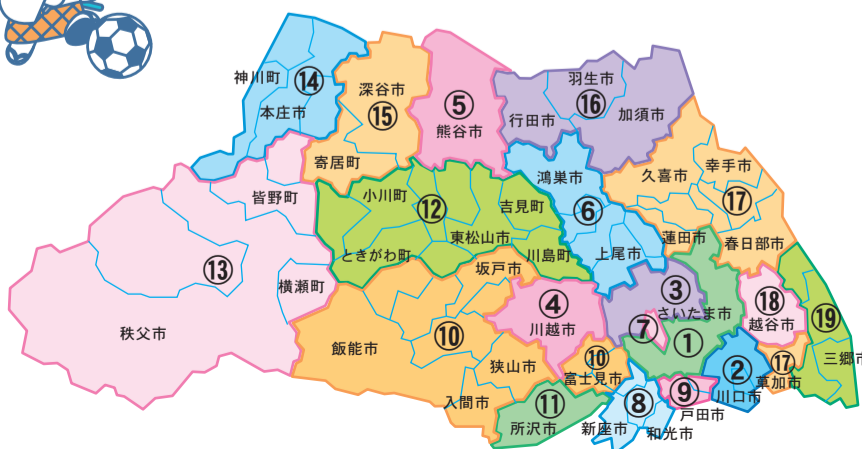 神川町
⑭
本庄市
深谷市
⑮
寄居町
⑤
熊谷市
羽生市
⑯
行田市
加須市
久喜市
幸手市
⑰
蓮田市
春日部市
鴻巣市
⑥
上尾市
小川町
⑫
吉見町
東松山市
ときがわ町
川島町
皆野町
⑬
横瀬町
秩父市
坂戸市
⑩
飯能市
狭山市
入間市
④
川越市
⑩
富士見市
⑪
所沢市
③
さいたま市
⑦
①
⑱
越谷市
⑲
三郷市
②
川口市
⑰
草加市
⑨
戸田市
⑧
新座市
和光市